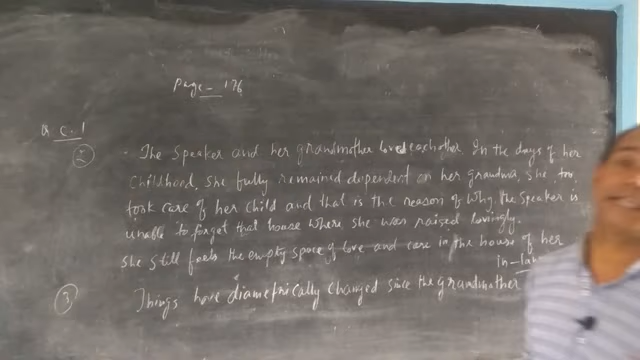 Page - 176
Q C. 1
2 - The Speaker and her grandmother loved eachother In the days of her
Childhood, She fully remained dependent on her grandma, She too
took care of her child and that is the reason of why, the Speaker is
unable to forget that house where she was raised lovingly.
She still feels the empty space of love and care in the house of her
in-laws
3 Things have diametrically changed since the grandmother